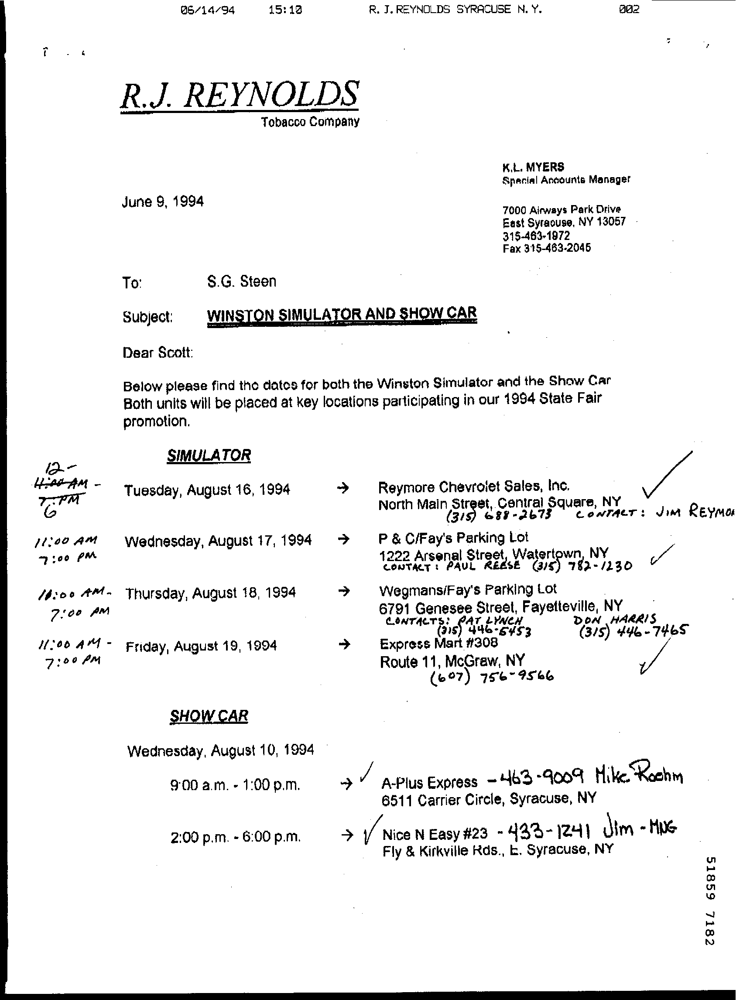 06/14/94 15:10 R. J. REYNOLDS SYRACUSE N. Y. 002
R.J. REYNOLDS
Tobacco Company
K.L. MYERS
Special Accounts Manager
June 9, 1994
7000 Airways Park Drive
East Syracuse, NY 13057
315-463-1972
Fax 315-463-2045
To: S.G. Steen
Subject: WINSTON SIMULATOR AND SHOW CAR
Dear Scott:
Below please find the dates for both the Winston Simulator and the Show Car
Both units will be placed at key locations participating in our 1994 State Fair
promotion.
SIMULATOR
12-
11:00 AM - Tuesday, August 16, 1994 → Reymore Chevrolet Sales, Inc.
7:PM North Main Street, Central Square, NY
6 (315) 688-2673 CONTACT: JIM REYMO
11:00 AM Wednesday, August 17, 1994 → P & C/Fay's Parking Lot
7:00 PM 1222 Arsenal Street, Watertown, NY
CONTACT: PAUL REESE (315) 782-1230
10:00 AM- Thursday, August 18, 1994 → Wegmans/Fay's Parking Lot
7:00 PM 6791 Genesee Street, Fayetteville, NY
CONTACTS: PAT LYNCH DON HARRIS
(315) 446-5453 (315) 446-7465
11:00 AM - Friday, August 19, 1994 → Express Mart #308
7:00 PM Route 11, McGraw, NY
(607) 756-9566
SHOW CAR
Wednesday, August 10, 1994
9:00 a.m. - 1:00 p.m. → A-Plus Express - 463-9009 Mike Roehm
6511 Carrier Circle, Syracuse, NY
2:00 p.m. - 6:00 p.m. → Nice N Easy #23 - 433-1241 Jim - MNG
Fly & Kirkville Rds., E. Syracuse, NY
51859 7182